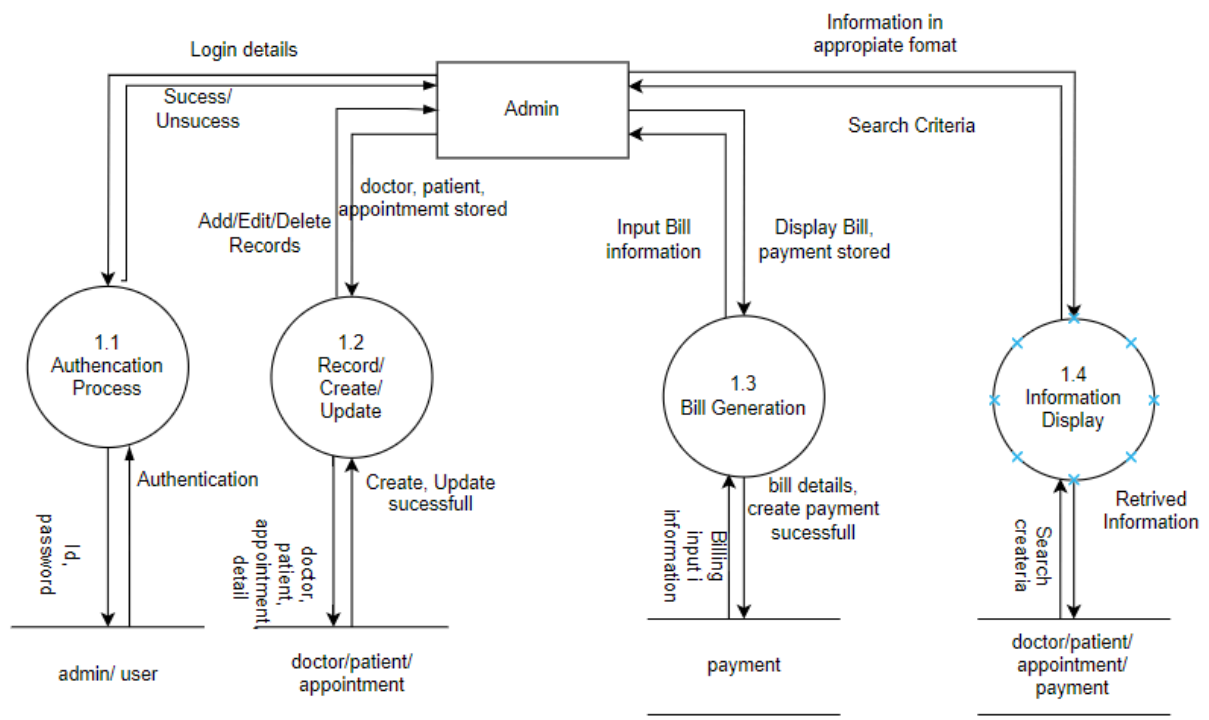 Login details
Sucess/
Unsucess
Admin
Information in
appropiate fomat
Search Criteria
doctor, patient,
appointmemt stored
Add/Edit/Delete
Records
Input Bill
information
Display Bill,
payment stored
1.1
Authencation
Process
1.2
Record/
Create/
Update
1.3
Bill Generation
1.4
Information
Display
Authentication
Id,
password
Create, Update
sucessfull
doctor,
patient,
appointment,
detail
bill details,
create payment
sucessfull
Billing
input i
information
Retrived
Information
Search
createria
admin/ user
doctor/patient/
appointment
payment
doctor/patient/
appointment/
payment